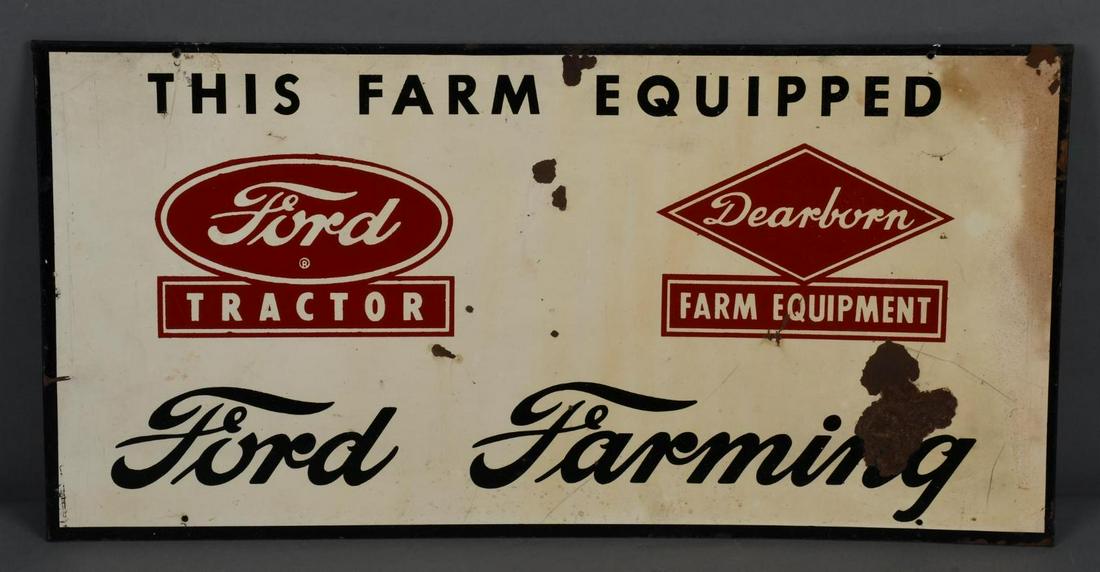 THIS FARM EQUIPPED
Ford
®
TRACTOR
Dearborn
FARM EQUIPMENT
Ford Farming